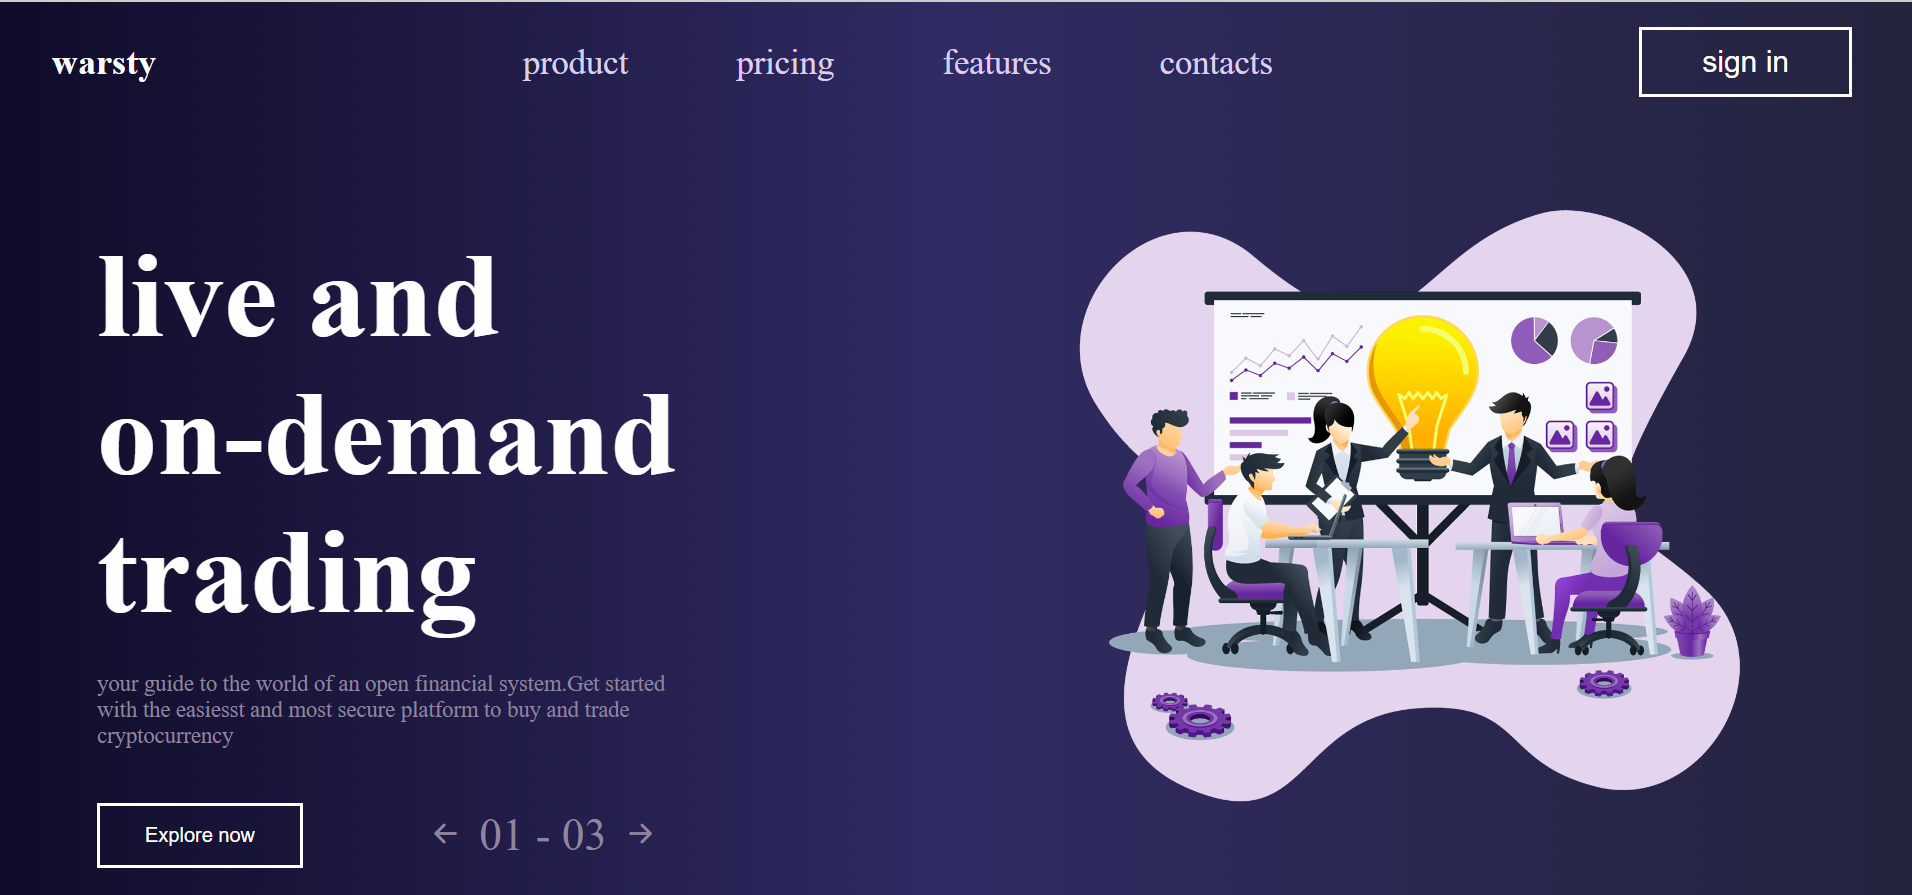 warsty
product
pricing
features
contacts
sign in
live and
on-demand
trading
your guide to the world of an open financial system.Get started
with the easiesst and most secure platform to buy and trade
cryptocurrency
Explore now
← 01 - 03 →